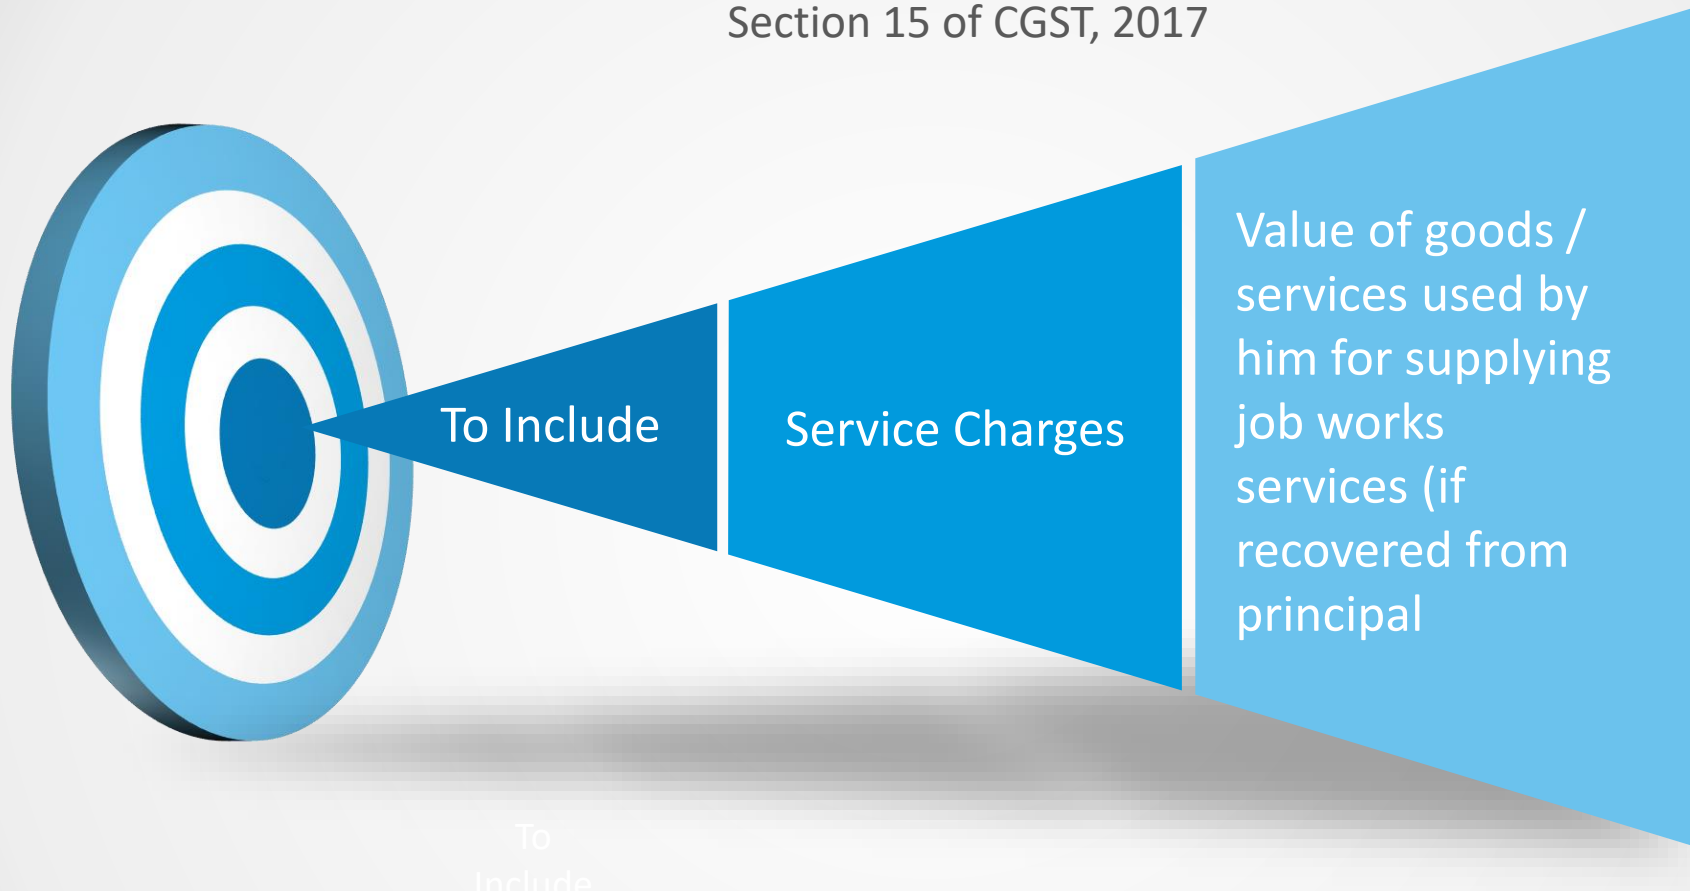 Section 15 of CGST, 2017
To Include
Service Charges
Value of goods /
services used by
him for supplying
job works
services (if
recovered from
principal
To
Include